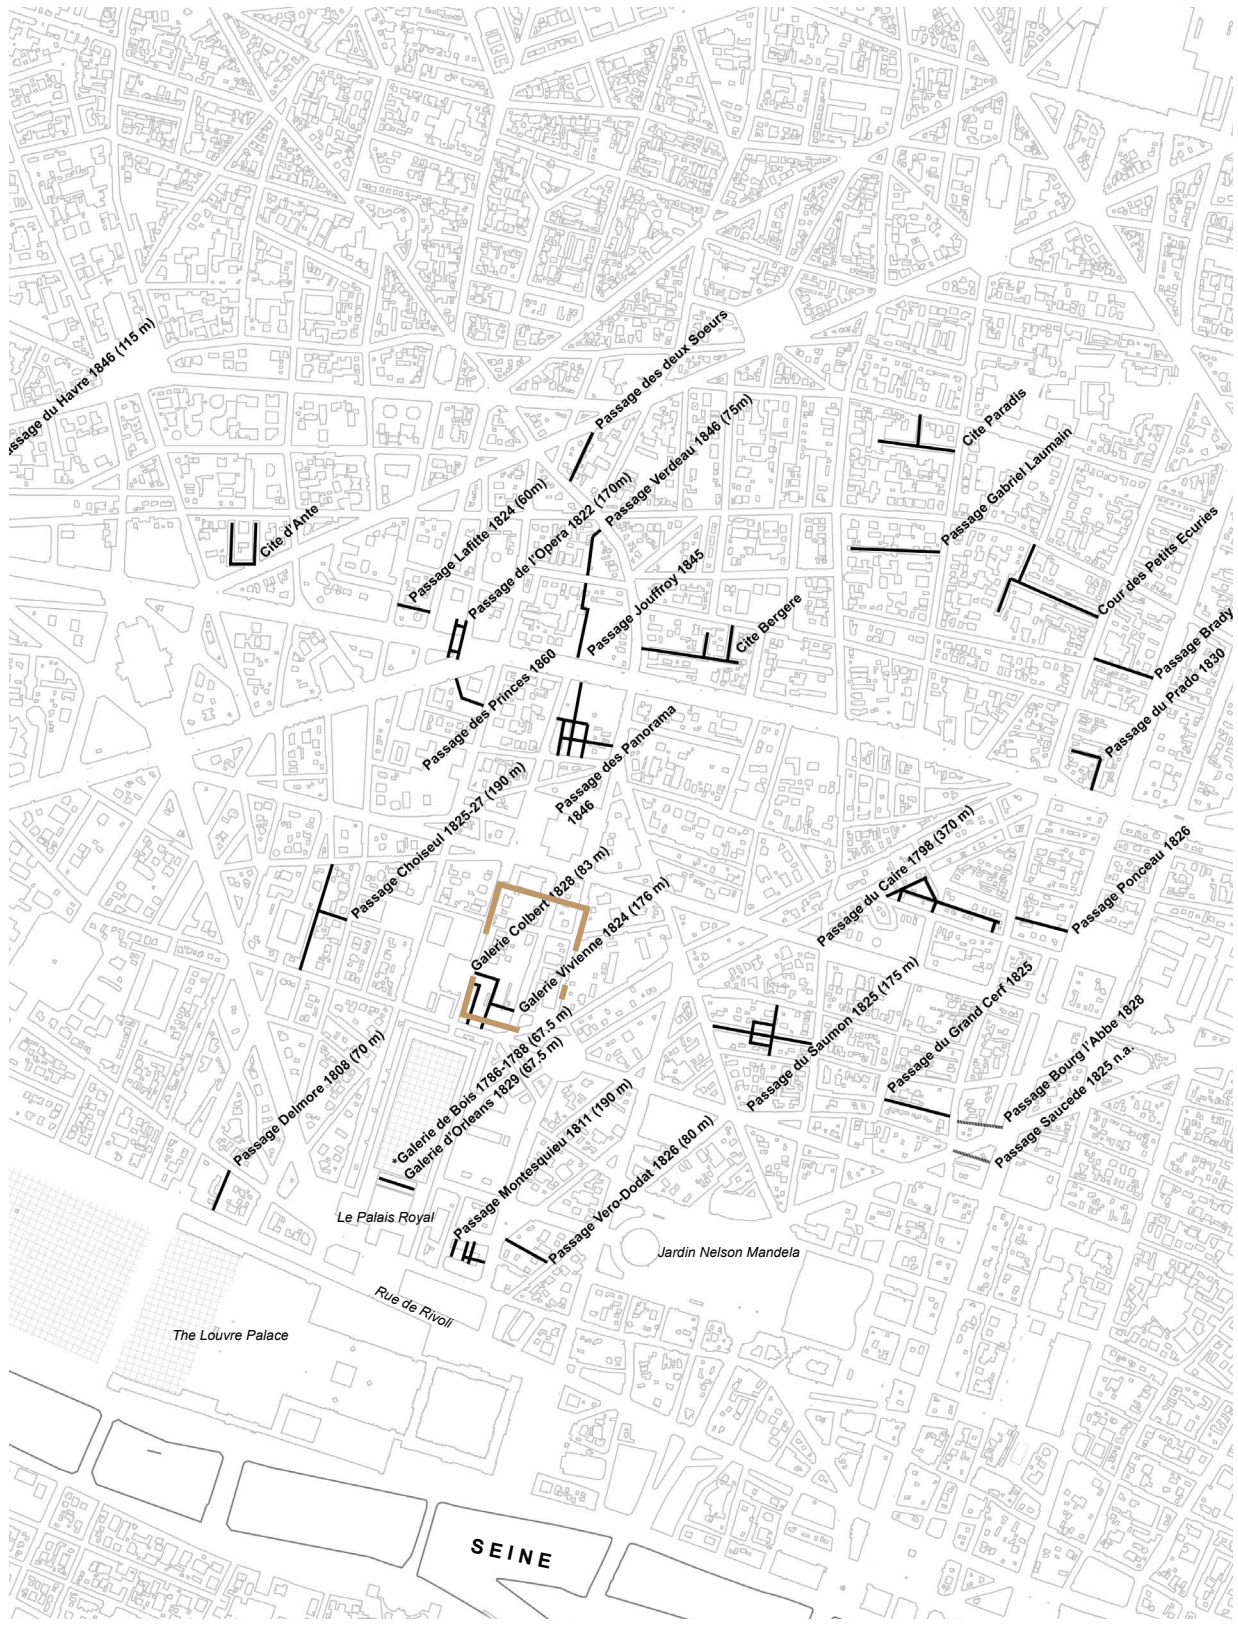 assage du Havre 1846 (115 m)
Passage des deux Soeurs
Passage Verdeau 1846 (75m)
Cite Paradis
Passage Gabriel Laumain
Cite d'Ante
Passage Lafitte 1824 (60m)
Passage de l'Opera 1822 (170m)
Cour des Petits Ecuries
Passage Jouffroy 1845
Cite Bergere
Passage Brady
Passage du Prado 1830
Passage des Princes 1860
Passage des Panorama
1846
Passage Choiseul 1825-27 (190 m)
Passage du Caire 1798 (370 m)
Passage Ponceau 1826
Galerie Colbert 1828 (83 m)
Galerie Vivienne 1824 (176 m)
Passage du Saumon 1825 (175 m)
Passage du Grand Cerf 1825
Passage Bourg l'Abbe 1828
Passage Saucede 1825 n.a.
Passage Delmore 1808 (70 m)
*Galerie de Bois 1786-1788 (67.5 m)
Galerie d'Orleans 1829 (67.5 m)
Passage Montesquieu 1811 (190 m)
Passage Vero-Dodat 1826 (80 m)
Le Palais Royal
Jardin Nelson Mandela
Rue de Rivoli
The Louvre Palace
SEINE